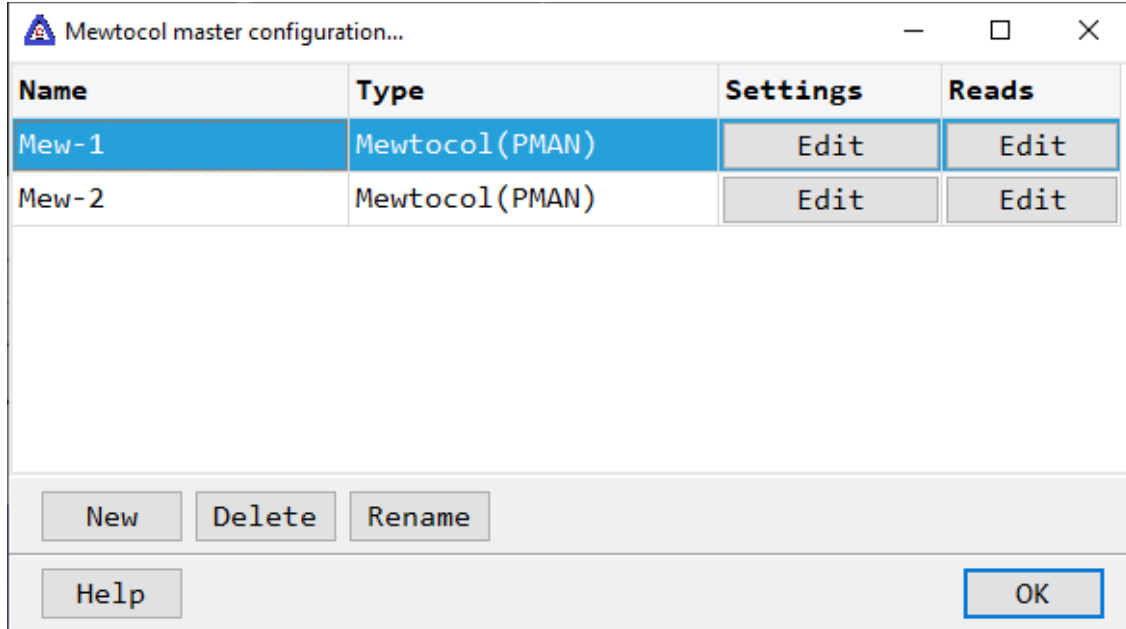 Mewtocol master configuration...
Name Type Settings Reads
Mew-1 Mewtocol(PMAN) Edit Edit
Mew-2 Mewtocol(PMAN) Edit Edit
New Delete Rename
Help OK